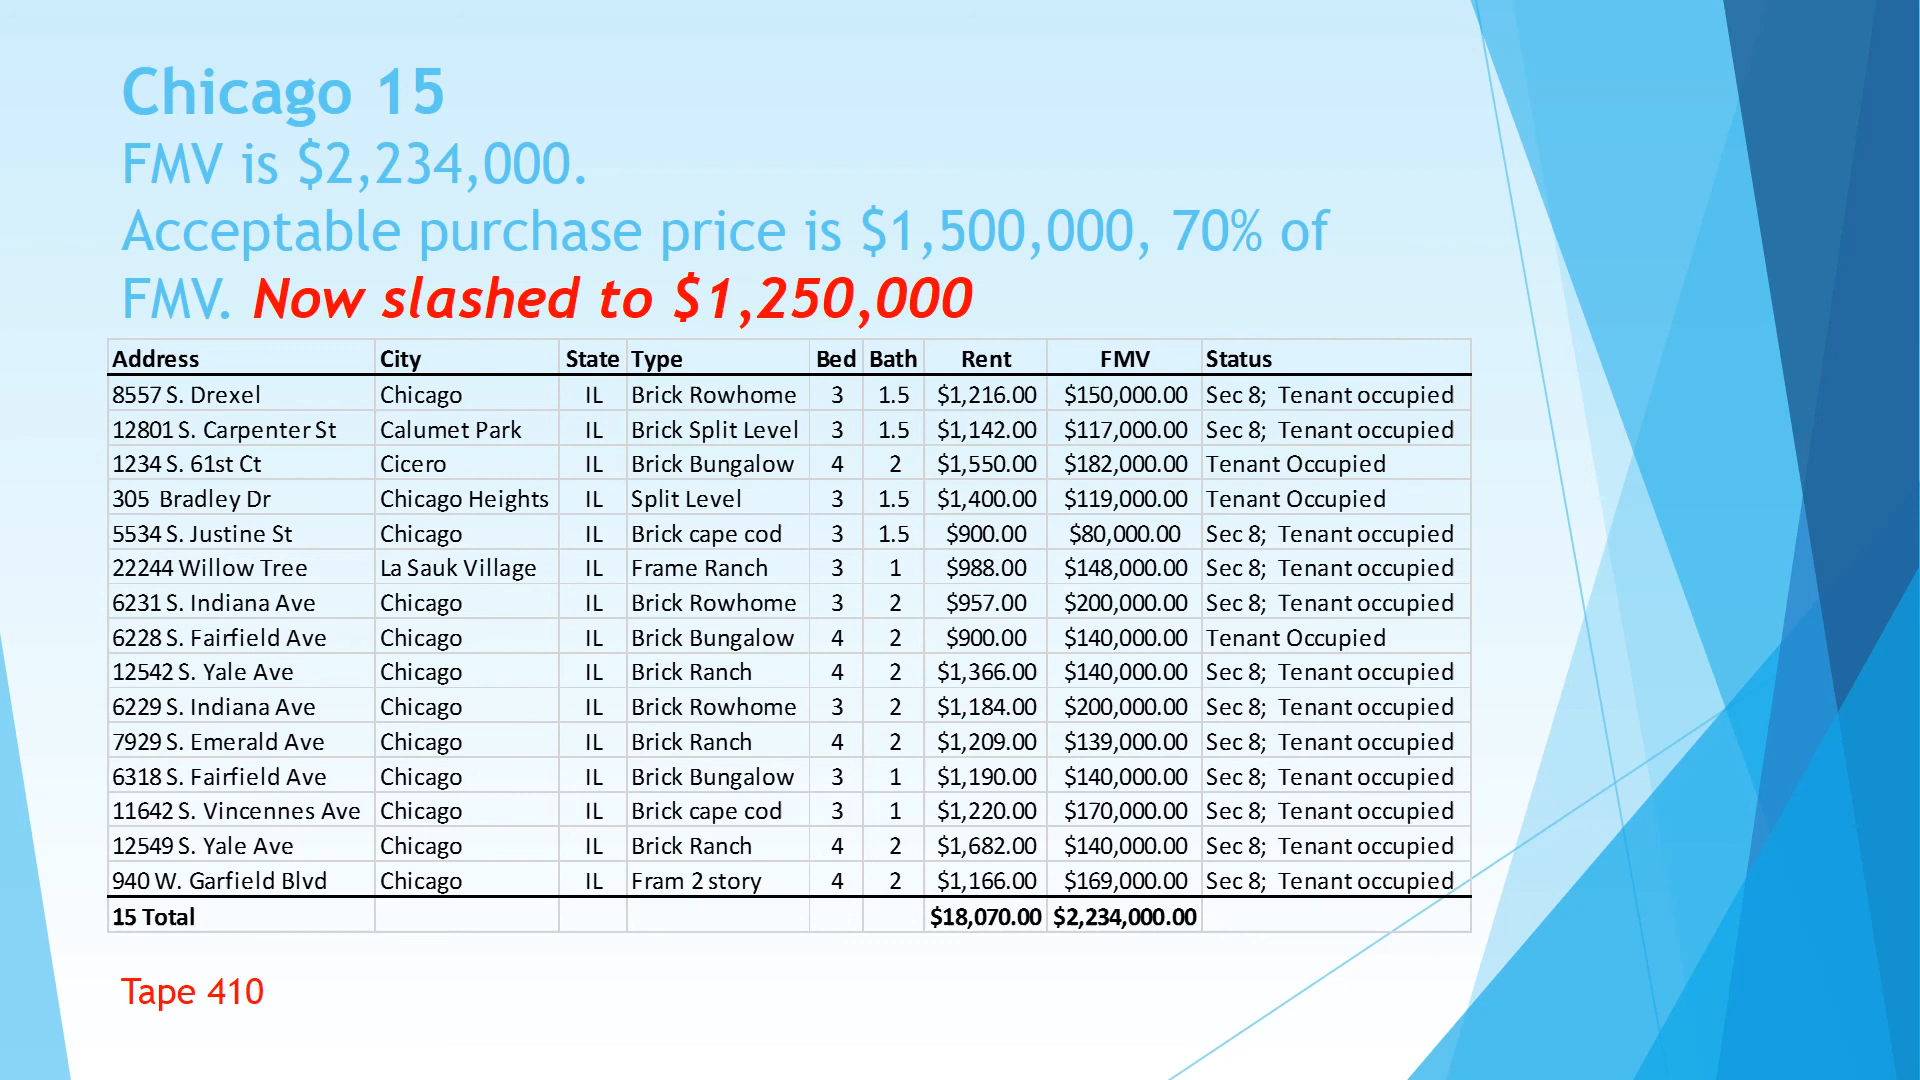 Chicago 15
FMV is $2,234,000.
Acceptable purchase price is $1,500,000, 70% of
FMV. Now slashed to $1,250,000
Address City State Type Bed Bath Rent FMV Status
8557 S. Drexel Chicago IL Brick Rowhome 3 1.5 $1,216.00 $150,000.00 Sec 8; Tenant occupied
12801 S. Carpenter St Calumet Park IL Brick Split Level 3 1.5 $1,142.00 $117,000.00 Sec 8; Tenant occupied
1234 S. 61st Ct Cicero IL Brick Bungalow 4 2 $1,550.00 $182,000.00 Tenant Occupied
305 Bradley Dr Chicago Heights IL Split Level 3 1.5 $1,400.00 $119,000.00 Tenant Occupied
5534 S. Justine St Chicago IL Brick cape cod 3 1.5 $900.00 $80,000.00 Sec 8; Tenant occupied
22244 Willow Tree La Sauk Village IL Frame Ranch 3 1 $988.00 $148,000.00 Sec 8; Tenant occupied
6231 S. Indiana Ave Chicago IL Brick Rowhome 3 2 $957.00 $200,000.00 Sec 8; Tenant occupied
6228 S. Fairfield Ave Chicago IL Brick Bungalow 4 2 $900.00 $140,000.00 Tenant Occupied
12542 S. Yale Ave Chicago IL Brick Ranch 4 2 $1,366.00 $140,000.00 Sec 8; Tenant occupied
6229 S. Indiana Ave Chicago IL Brick Rowhome 3 2 $1,184.00 $200,000.00 Sec 8; Tenant occupied
7929 S. Emerald Ave Chicago IL Brick Ranch 4 2 $1,209.00 $139,000.00 Sec 8; Tenant occupied
6318 S. Fairfield Ave Chicago IL Brick Bungalow 3 1 $1,190.00 $140,000.00 Sec 8; Tenant occupied
11642 S. Vincennes Ave Chicago IL Brick cape cod 3 1 $1,220.00 $170,000.00 Sec 8; Tenant occupied
12549 S. Yale Ave Chicago IL Brick Ranch 4 2 $1,682.00 $140,000.00 Sec 8; Tenant occupied
940 W. Garfield Blvd Chicago IL Fram 2 story 4 2 $1,166.00 $169,000.00 Sec 8; Tenant occupied
15 Total $18,070.00 $2,234,000.00
Tape 410